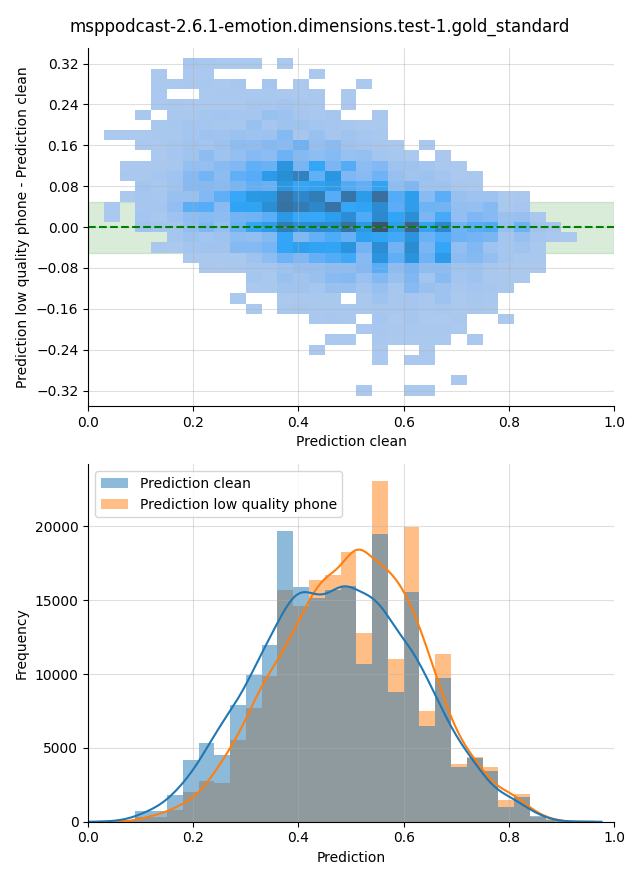 msppodcast-2.6.1-emotion.dimensions.test-1.gold_standard
Prediction low quality phone - Prediction clean
0.32
0.24
0.16
0.08
0.00
−0.08
−0.16
−0.24
−0.32
0.0 0.2 0.4 0.6 0.8 1.0
Prediction clean
Prediction clean
Prediction low quality phone
Frequency
20000
15000
10000
5000
0
0.0 0.2 0.4 0.6 0.8 1.0
Prediction